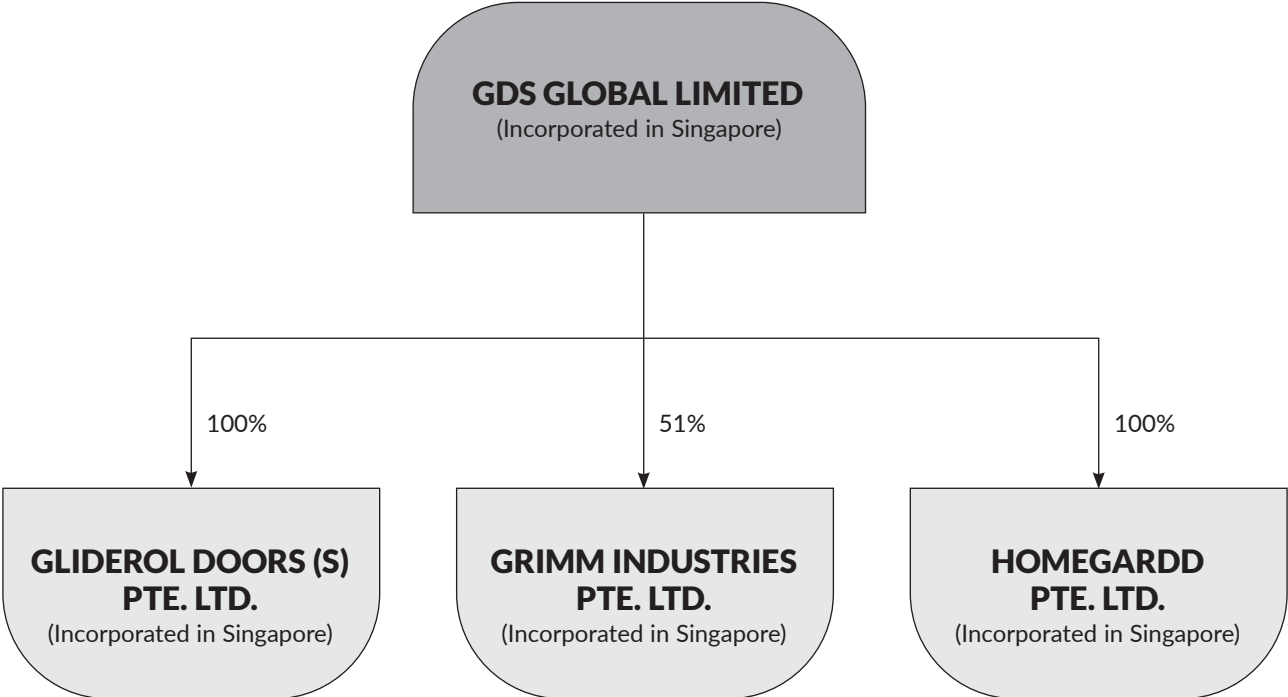 GDS GLOBAL LIMITED
(Incorporated in Singapore)
100%
51%
100%
GLIDEROL DOORS (S)
PTE. LTD.
(Incorporated in Singapore)
GRIMM INDUSTRIES
PTE. LTD.
(Incorporated in Singapore)
HOMEGARDD
PTE. LTD.
(Incorporated in Singapore)